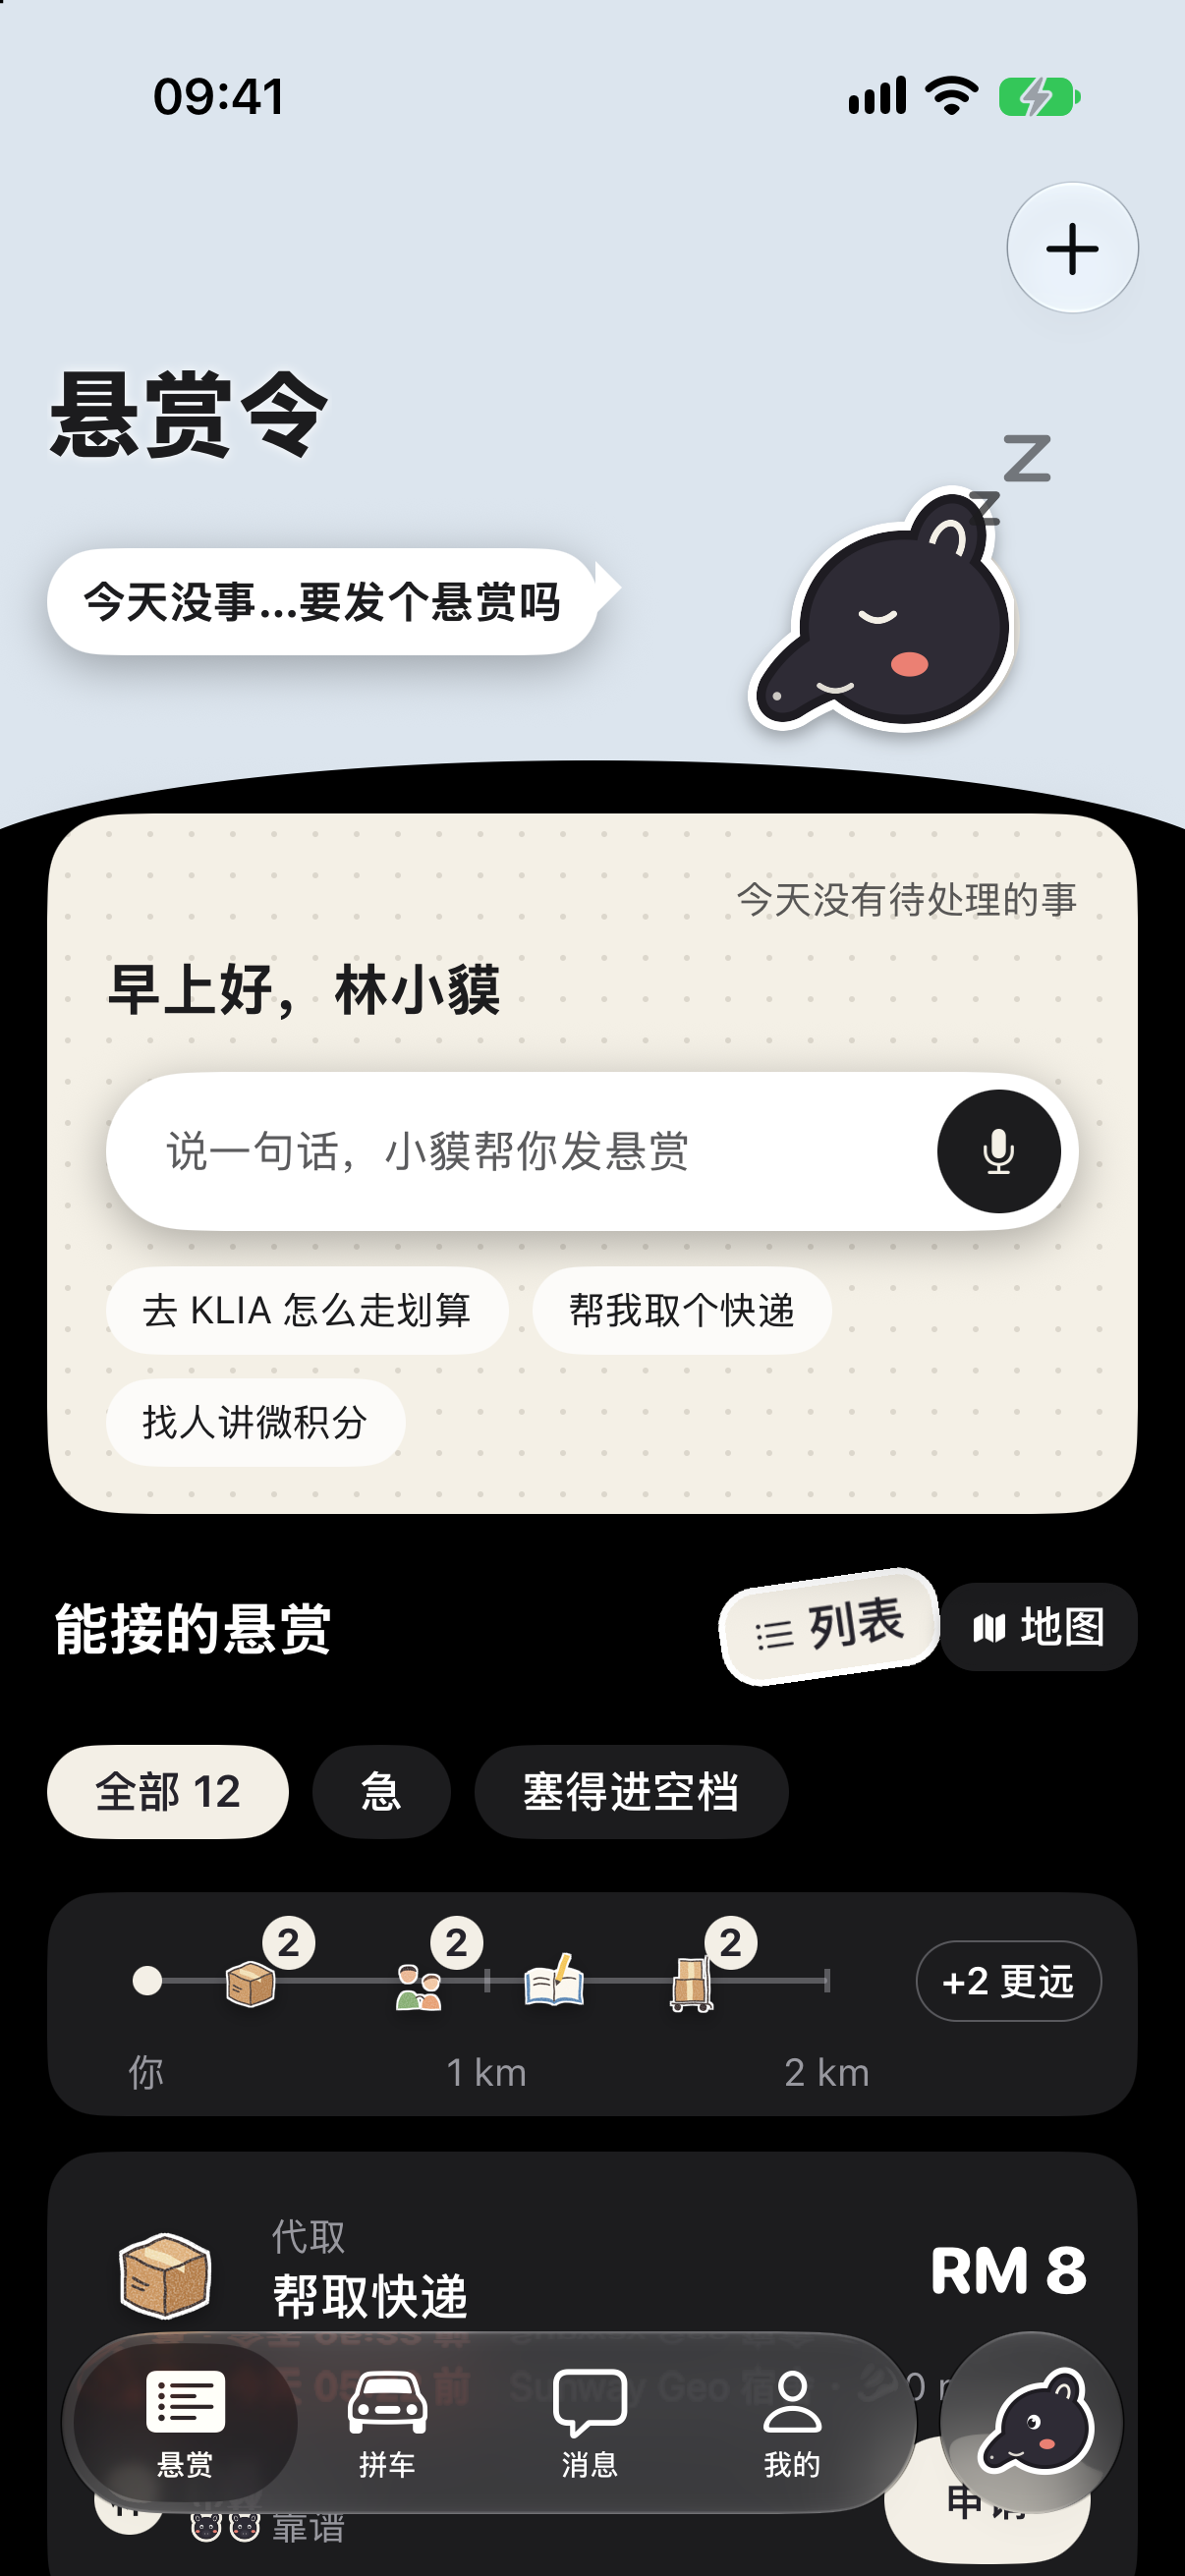 09:41
悬赏令
z
z
今天没事...要发个悬赏吗
今天没有待处理的事
早上好，林小貘
说一句话，小貘帮你发悬赏
去 KLIA 怎么走划算
帮我取个快递
找人讲微积分
能接的悬赏
列表
地图
全部 12
急
塞得进空档
2
2
2
+2 更远
你
1 km
2 km
代取
帮取快递
RM 8
Sunway Geo
悬赏
拼车
消息
我的
靠谱